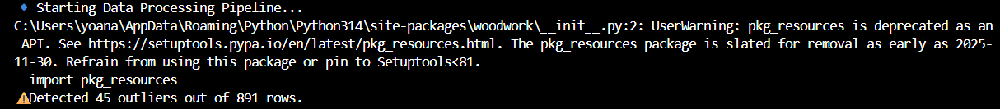 🔹 Starting Data Processing Pipeline...
C:\Users\yoana\AppData\Roaming\Python\Python314\site-packages\woodwork\__init__.py:2: UserWarning: pkg_resources is deprecated as an
 API. See https://setuptools.pypa.io/en/latest/pkg_resources.html. The pkg_resources package is slated for removal as early as 2025-
11-30. Refrain from using this package or pin to Setuptools<81.
  import pkg_resources
⚠️Detected 45 outliers out of 891 rows.